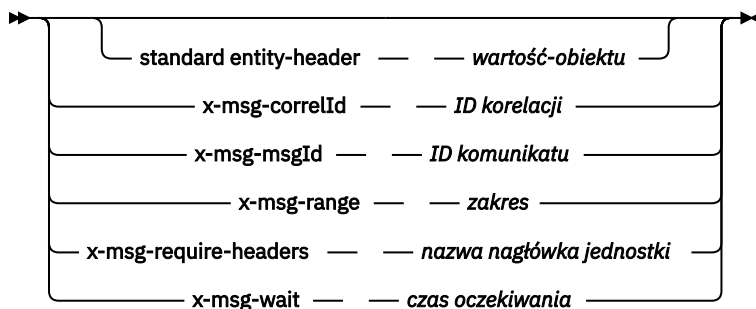 standard entity-header — — wartość-obiektu
x-msg-correlId — — ID korelacji
x-msg-msgId — — ID komunikatu
x-msg-range — — zakres
x-msg-require-headers — — nazwa nagłówka jednostki
x-msg-wait — — czas oczekiwania